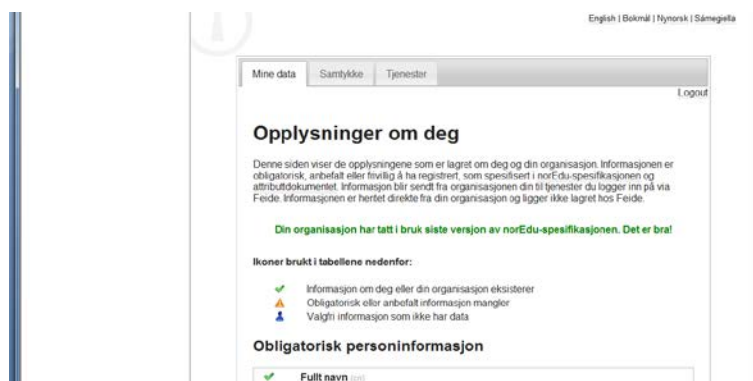 English | Bokmål | Nynorsk | Sámegiella
Mine data Samtykke Tjenester
Logout
Opplysninger om deg
Denne siden viser de opplysningene som er lagret om deg og din organisasjon. Informasjonen er
obligatorisk, anbefalt eller frivillig å ha registrert, som spesifisert i norEdu-spesifikasjonen og
attributtdokumentet. Informasjon blir sendt fra organisasjonen din til tjenester du logger inn på via
Feide. Informasjonen er hentet direkte fra din organisasjon og ligger ikke lagret hos Feide.
Din organisasjon har tatt i bruk siste versjon av norEdu-spesifikasjonen. Det er bra!
Ikoner brukt i tabellene nedenfor:
Informasjon om deg eller din organisasjon eksisterer
Obligatorisk eller anbefalt informasjon mangler
Valgfri informasjon som ikke har data
Obligatorisk personinformasjon
Fullt navn (cn)